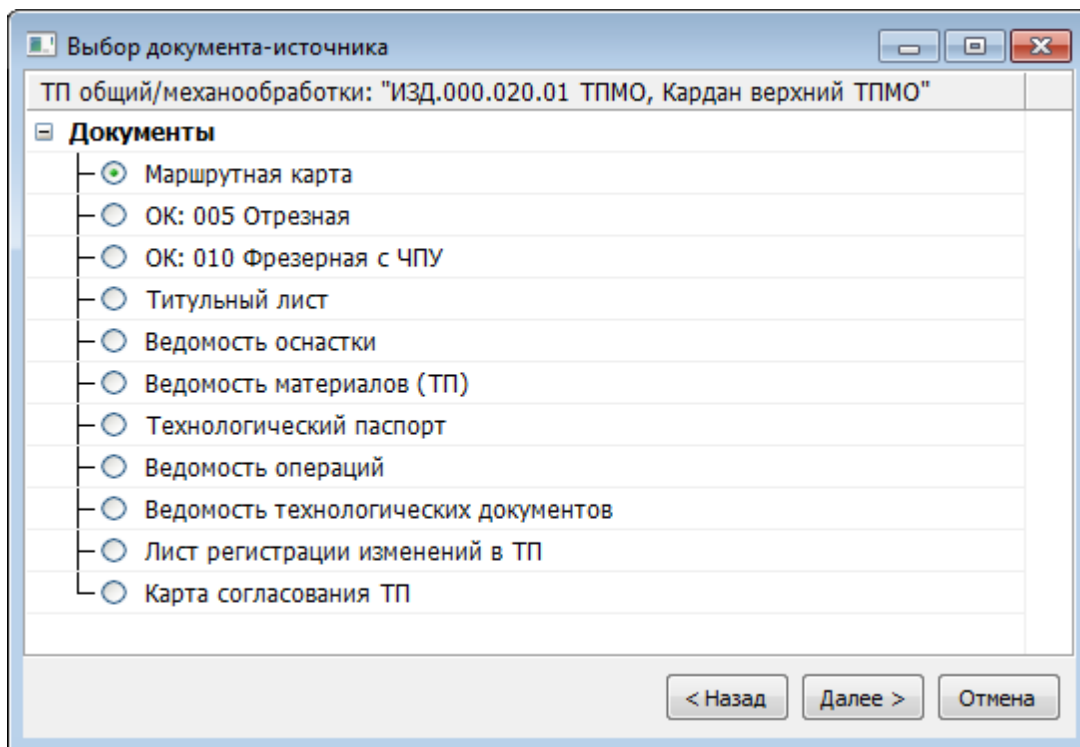 Выбор документа-источника
ТП общий/механообработки: "ИЗД.000.020.01 ТПМО, Кардан верхний ТПМО"
Документы
Маршрутная карта
ОК: 005 Отрезная
ОК: 010 Фрезерная с ЧПУ
Титульный лист
Ведомость оснастки
Ведомость материалов (ТП)
Технологический паспорт
Ведомость операций
Ведомость технологических документов
Лист регистрации изменений в ТП
Карта согласования ТП
< Назад Далее > Отмена